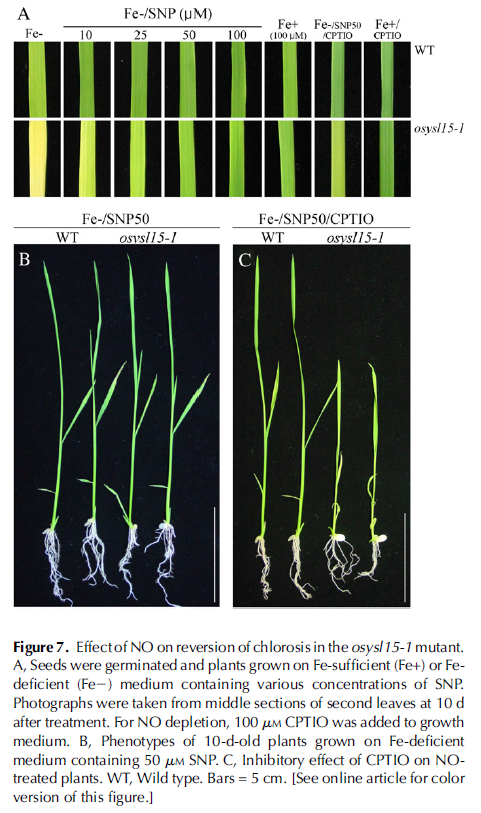 A
Fe-/SNP (µM)
Fe- 10 25 50 100 Fe+ (100 µM) Fe-/SNP50 /CPTIO Fe+/ CPTIO
WT
osysl15-1
Fe-/SNP50
WT osysl15-1
B
Fe-/SNP50/CPTIO
WT osysl15-1
C
Figure 7. Effect of NO on reversion of chlorosis in the osysl15-1 mutant.
A, Seeds were germinated and plants grown on Fe-sufficient (Fe+) or Fe-
deficient (Fe−) medium containing various concentrations of SNP.
Photographs were taken from middle sections of second leaves at 10 d
after treatment. For NO depletion, 100 µM CPTIO was added to growth
medium. B, Phenotypes of 10-d-old plants grown on Fe-deficient
medium containing 50 µM SNP. C, Inhibitory effect of CPTIO on NO-
treated plants. WT, Wild type. Bars = 5 cm. [See online article for color
version of this figure.]